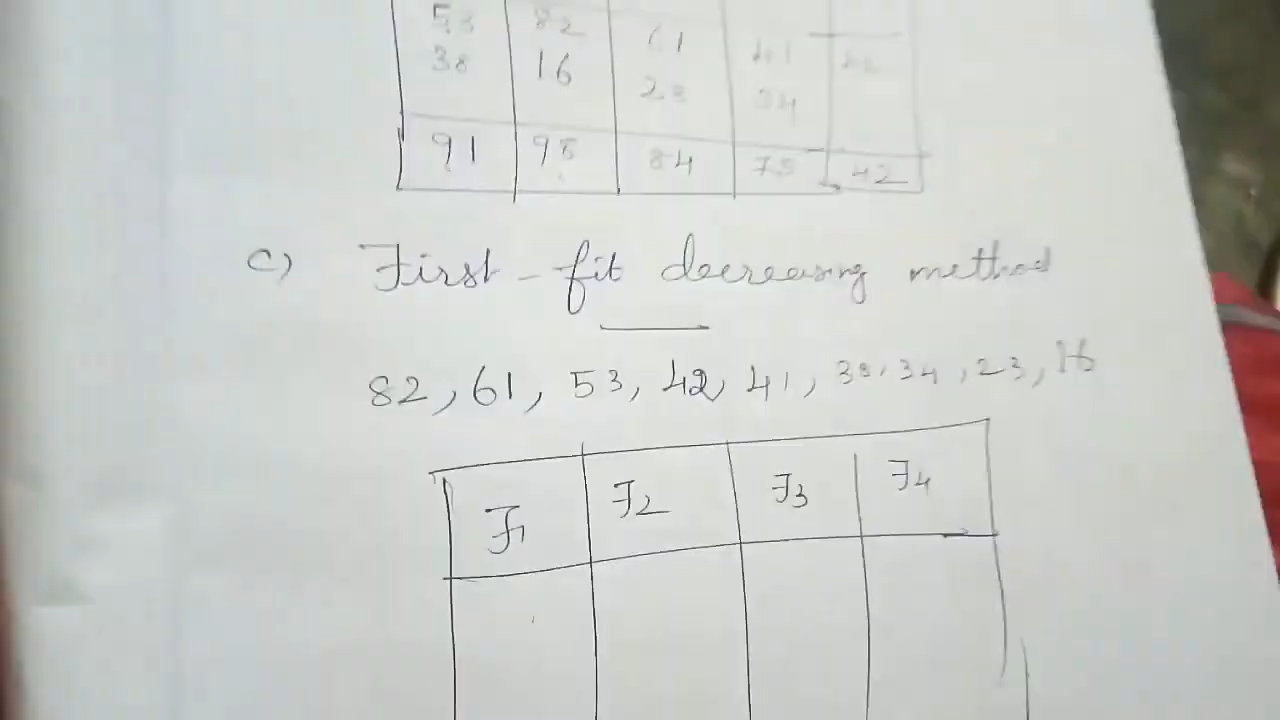 53 82 61 41 42
38 16 23 34
91 98 84 75 42
c) First-fit decreasing method
82, 61, 53, 42, 41, 38, 34, 23, 16
F1 F2 F3 F4